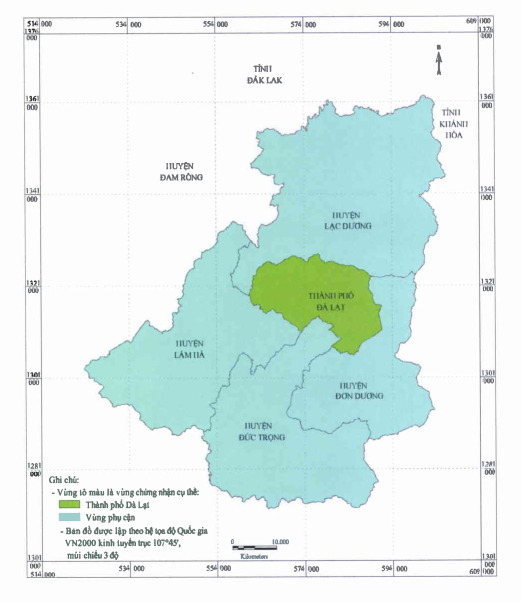 514 000 534 000 554 000 574 000 594 000 609 000
1376 000 1376 000
B
TỈNH
ĐẮK LAK
1361 000 1361 000
TỈNH
KHÁNH
HÒA
HUYỆN
ĐAM RÔNG
1341 000 1341 000
HUYỆN
LẠC DƯƠNG
1321 000 1321 000
THÀNH PHỐ
ĐÀ LẠT
HUYỆN
LÂM HÀ
1301 000 1301 000
HUYỆN
ĐƠN DƯƠNG
HUYỆN
ĐỨC TRỌNG
1281 000 1281 000
Ghi chú:
- Vùng tô màu là vùng chứng nhận cụ thể:
Thành phố Đà Lạt
Vùng phụ cận
- Bản đồ được lập theo hệ tọa độ Quốc gia
VN2000 kinh tuyến trục 107°45',
múi chiếu 3 độ
0 10.000
Kilometers
1301 000 1301 000
514 000 534 000 554 000 574 000 594 000 609 000